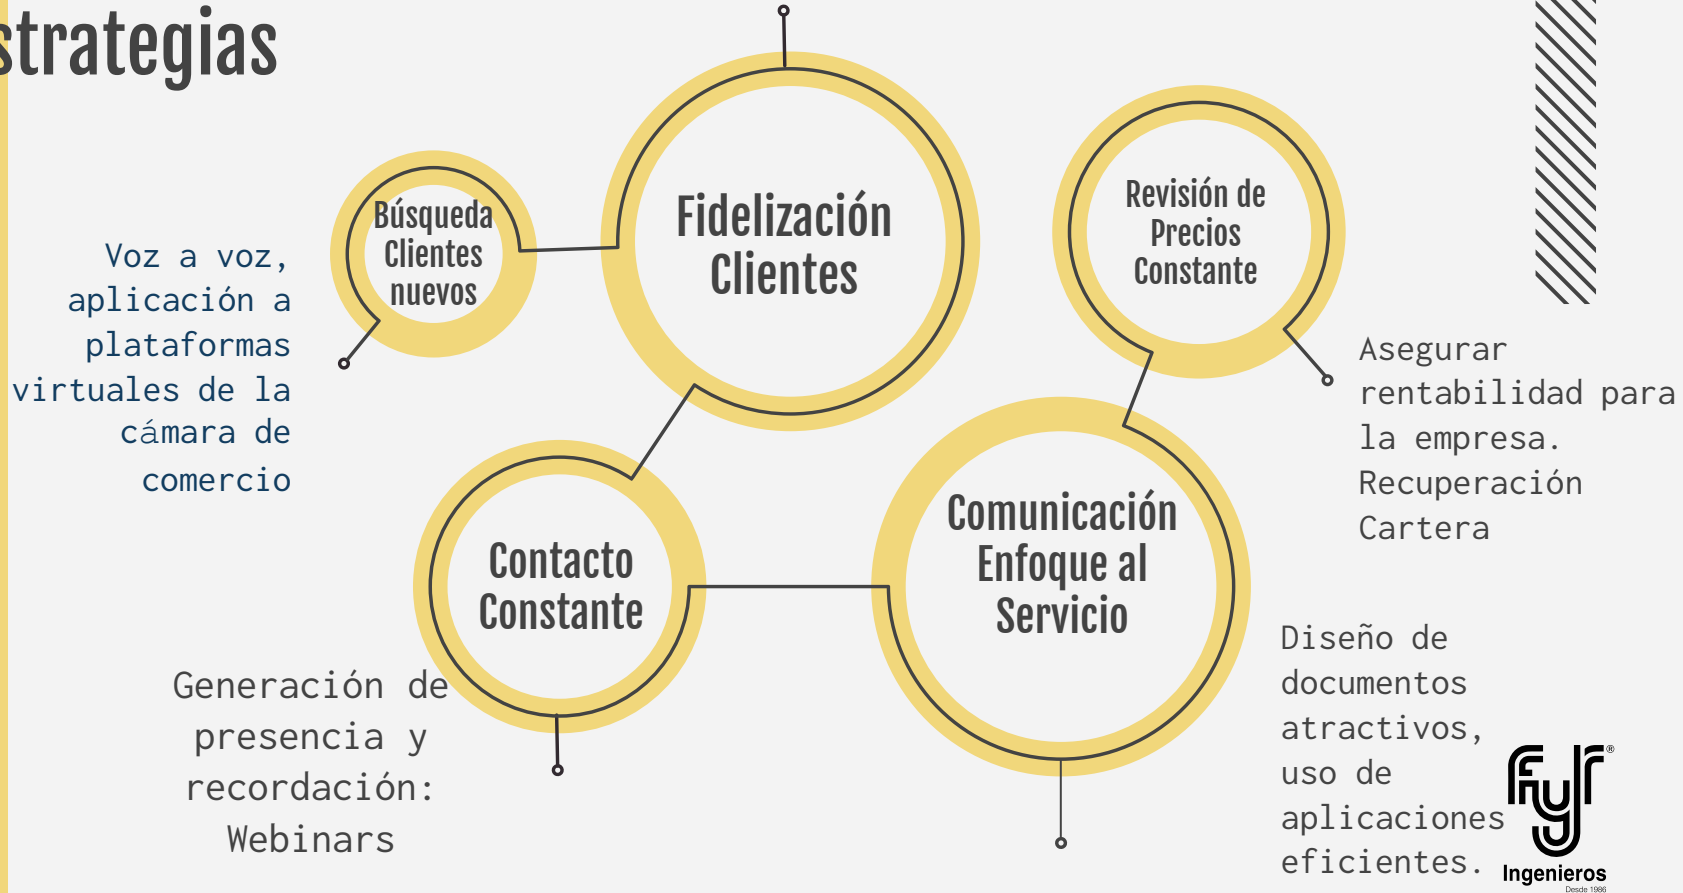 strategias
Búsqueda
Clientes
nuevos
Voz a voz,
aplicación a
plataformas
virtuales de la
cámara de
comercio
Fidelización
Clientes
Revisión de
Precios
Constante
Asegurar
rentabilidad para
la empresa.
Recuperación
Cartera
Contacto
Constante
Generación de
presencia y
recordación:
Webinars
Comunicación
Enfoque al
Servicio
Diseño de
documentos
atractivos,
uso de
aplicaciones
eficientes.
fyr®
Ingenieros
Desde 1986